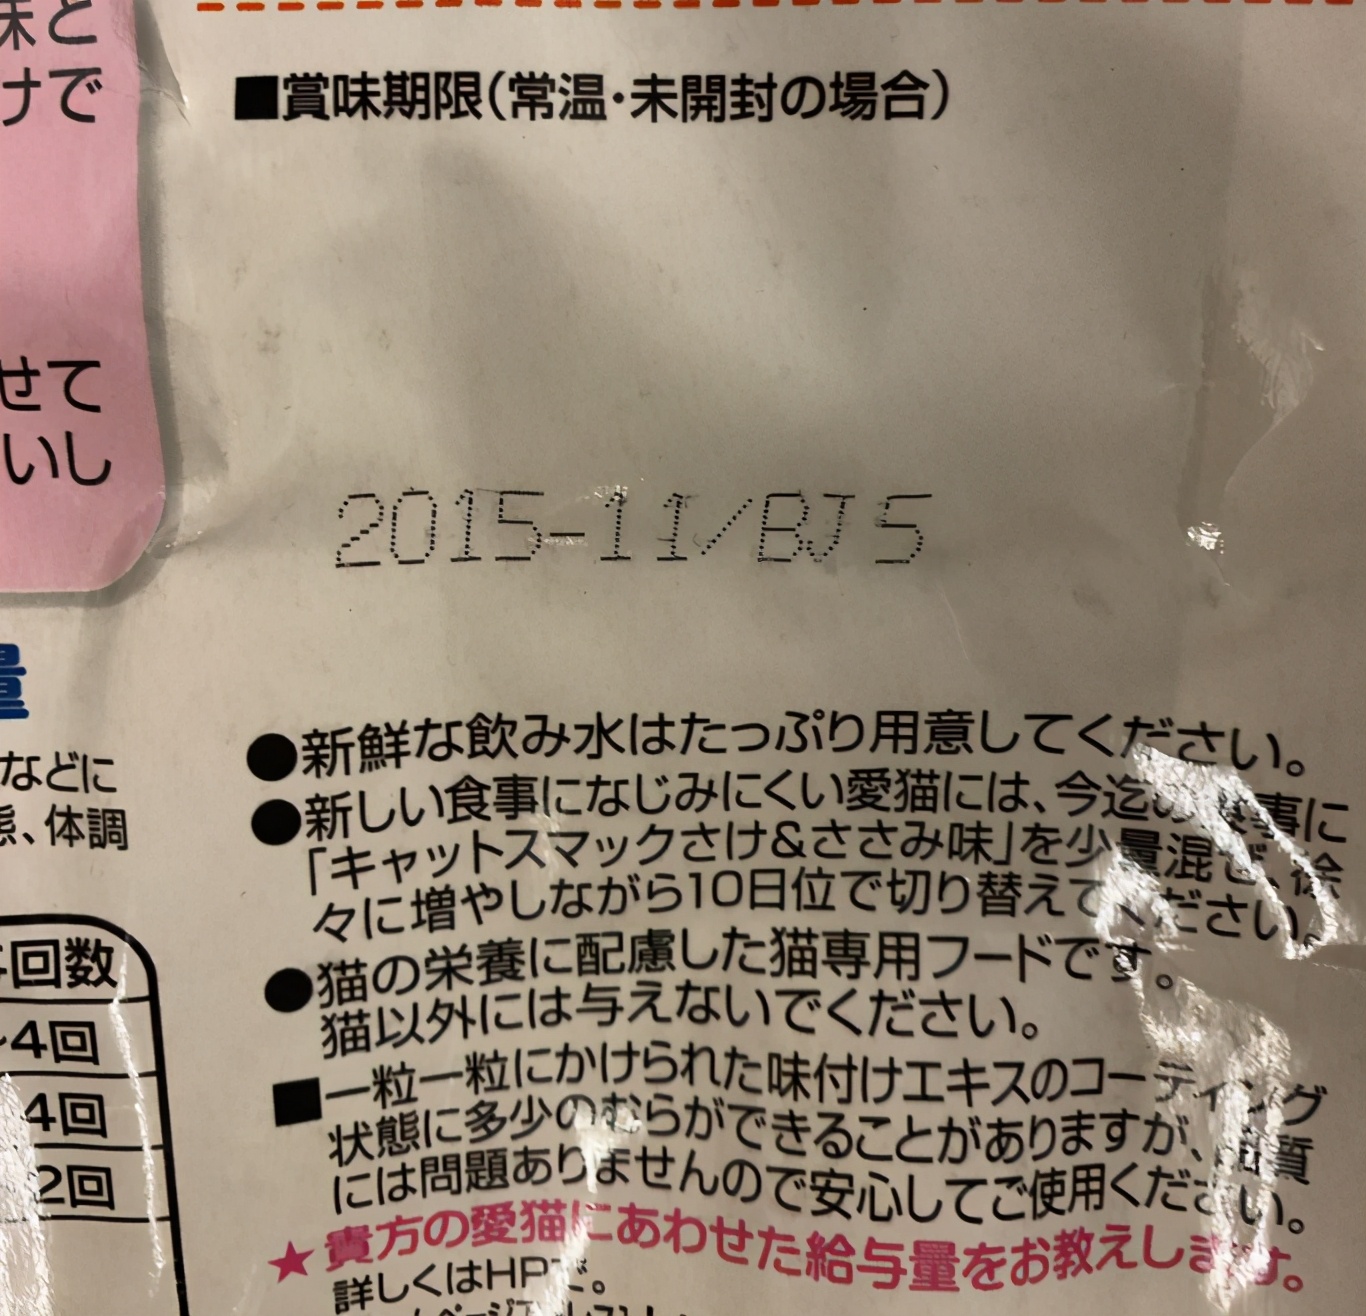 味と
けで
せて
いし
量
などに
態、体調
回数
4回
4回
2回
■賞味期限(常温・未開封の場合)
2015-11/BJ5
●新鮮な飲み水はたっぷり用意してください。
●新しい食事になじみにくい愛猫には、今迄の食事に
「キャットスマックさけ&ささみ味」を少量混ぜ、徐
々に増やしながら10日位で切り替えてください。
●猫の栄養に配慮した猫専用フードです。
猫以外には与えないでください。
■一粒一粒にかけられた味付けエキスのコーティング
状態に多少のむらができることがありますが、品質
には問題ありませんので安心してご使用ください。
★貴方の愛猫にあわせた給与量をお教えします。
詳しくはHPで。